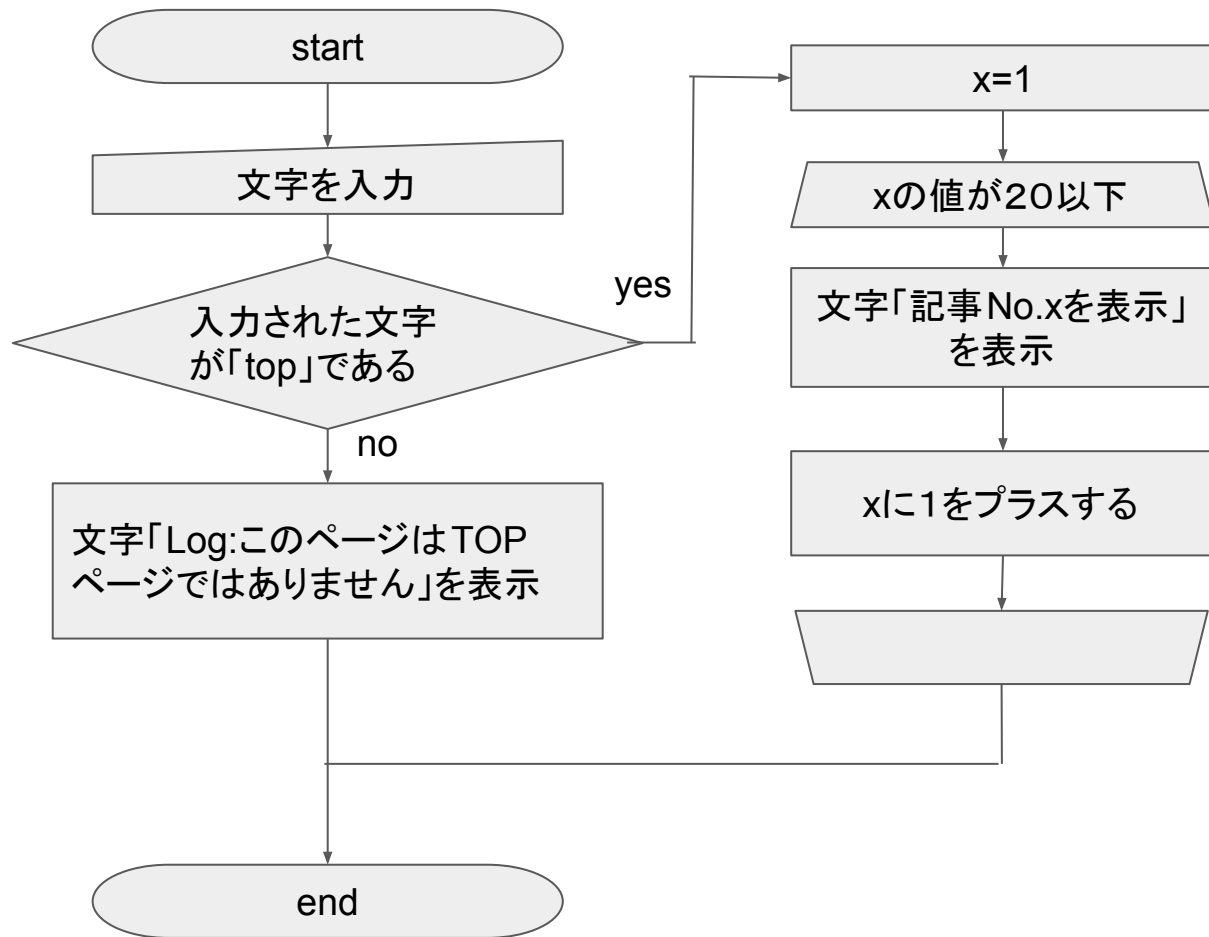 start
文字を入力
入力された文字
が「top」である
yes
no
文字「Log:このページはTOP
ページではありません」を表示
x=1
xの値が２０以下
文字「記事No.xを表示」
を表示
xに1をプラスする
end